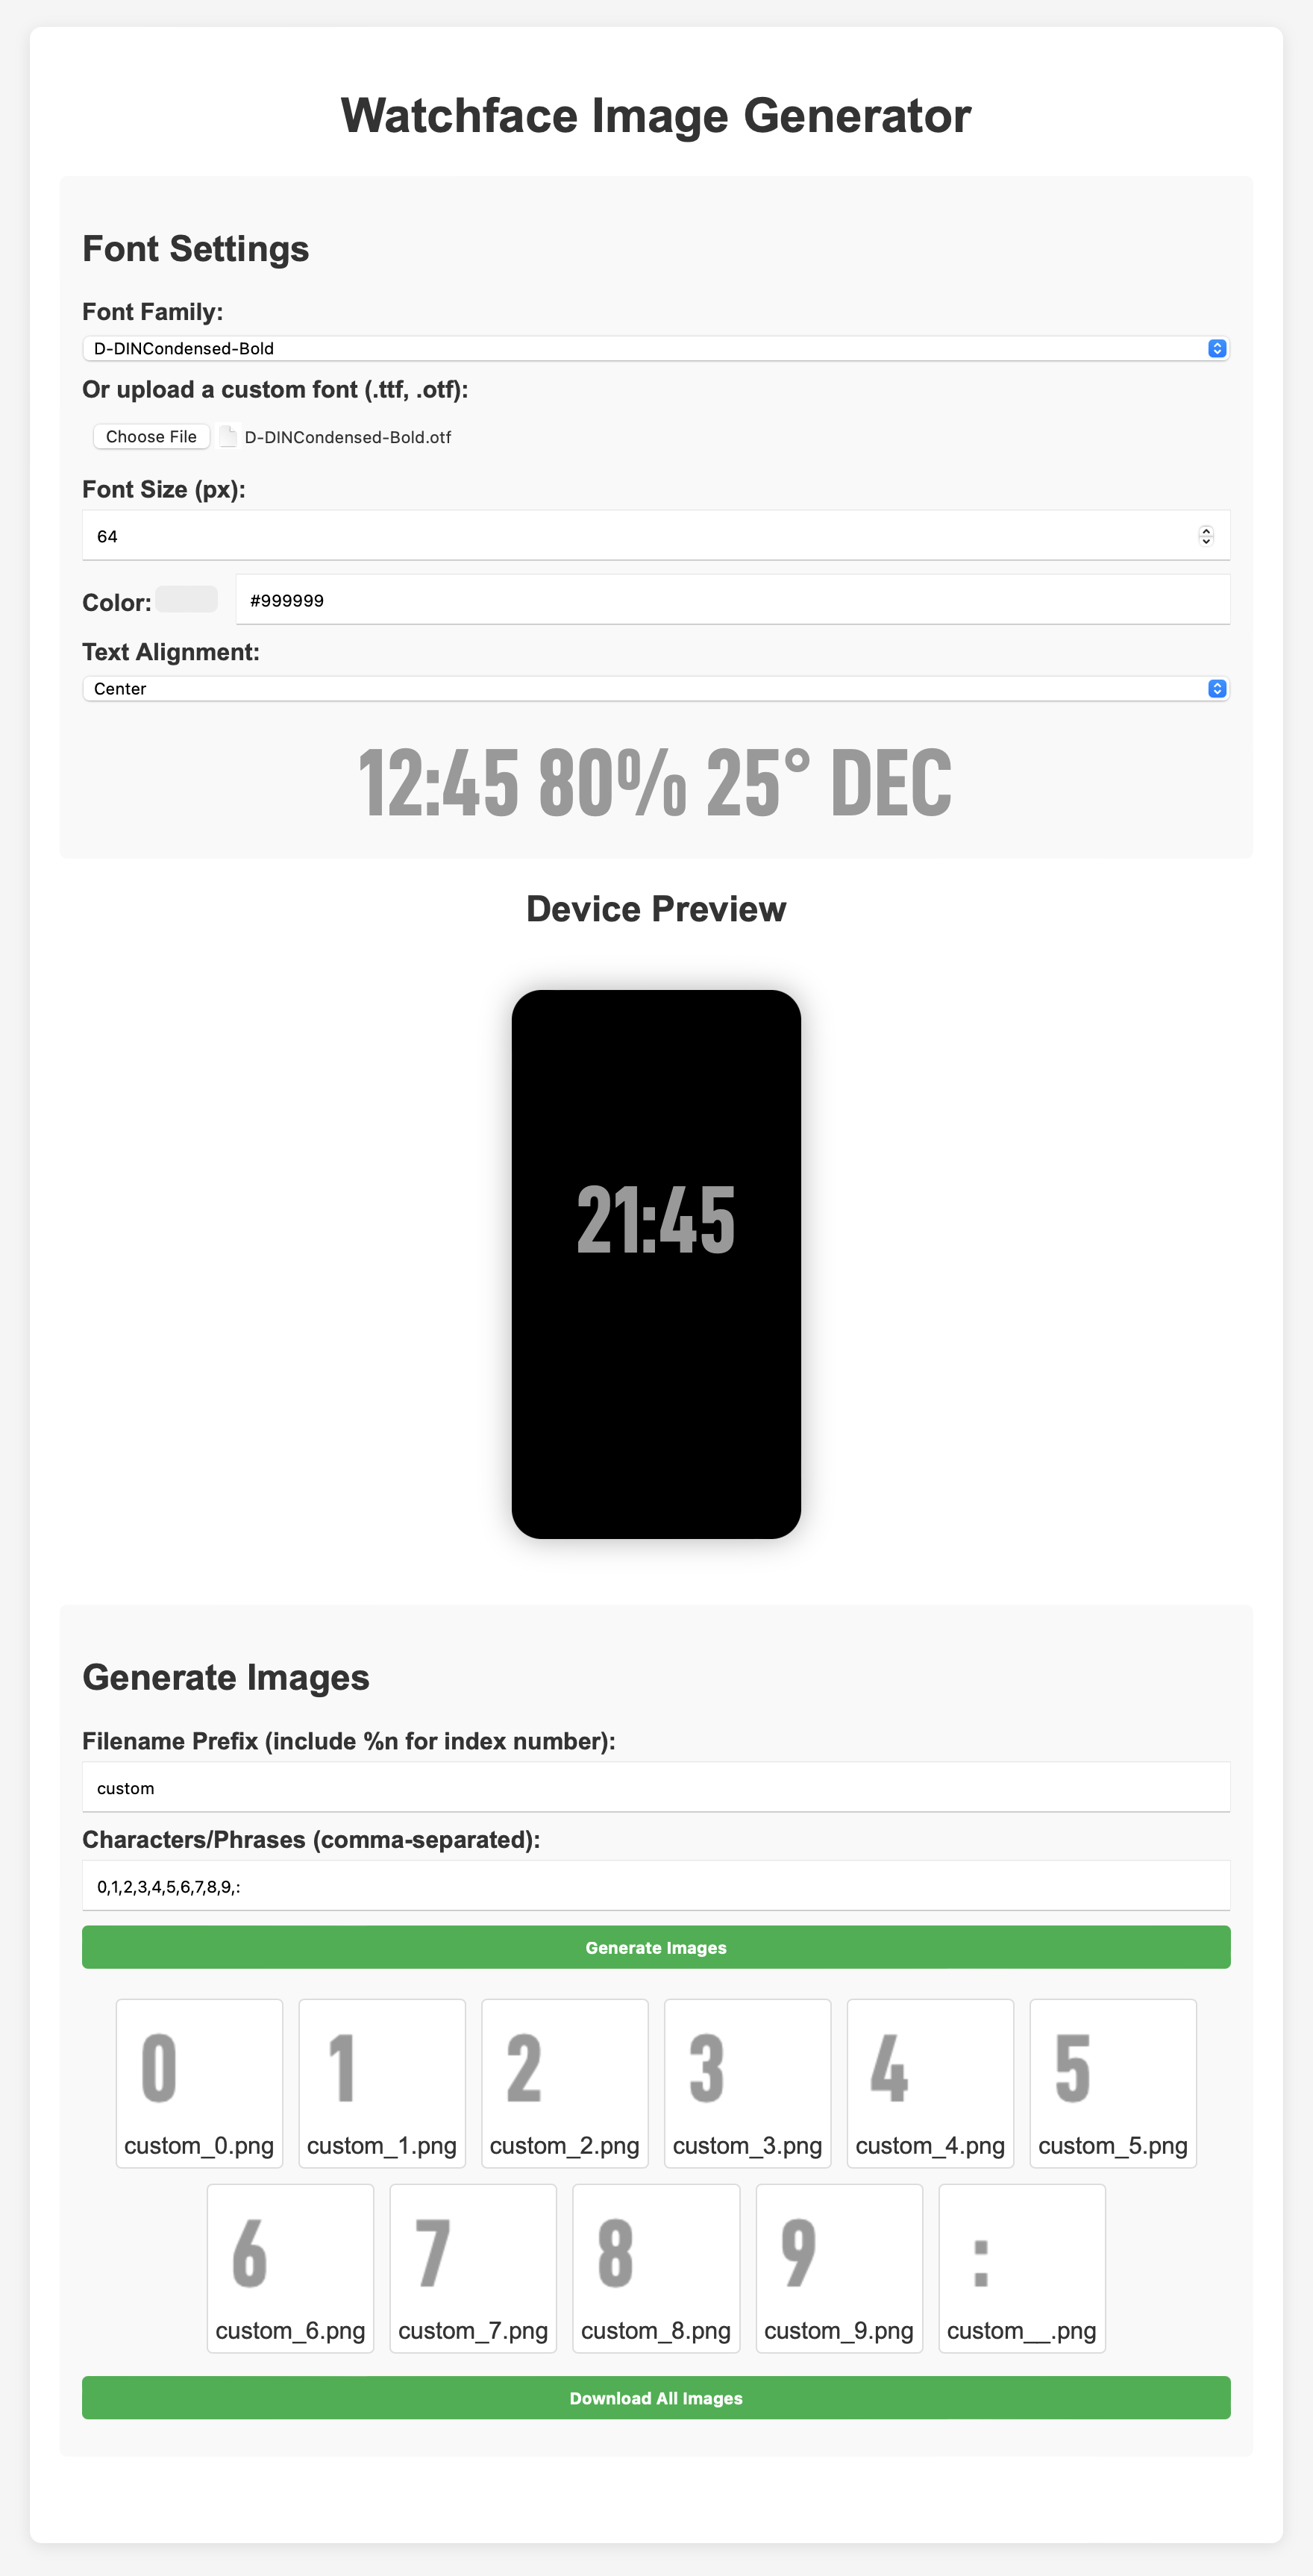 Watchface Image Generator
Font Settings
Font Family:
D-DINCondensed-Bold
Or upload a custom font (.ttf, .otf):
Choose File D-DINCondensed-Bold.otf
Font Size (px):
64
Color: #999999
Text Alignment:
Center
12:45 80% 25° DEC
Device Preview
21:45
Generate Images
Filename Prefix (include %n for index number):
custom
Characters/Phrases (comma-separated):
0,1,2,3,4,5,6,7,8,9,:
Generate Images
0 1 2 3 4 5
custom_0.png custom_1.png custom_2.png custom_3.png custom_4.png custom_5.png
6 7 8 9 :
custom_6.png custom_7.png custom_8.png custom_9.png custom__.png
Download All Images